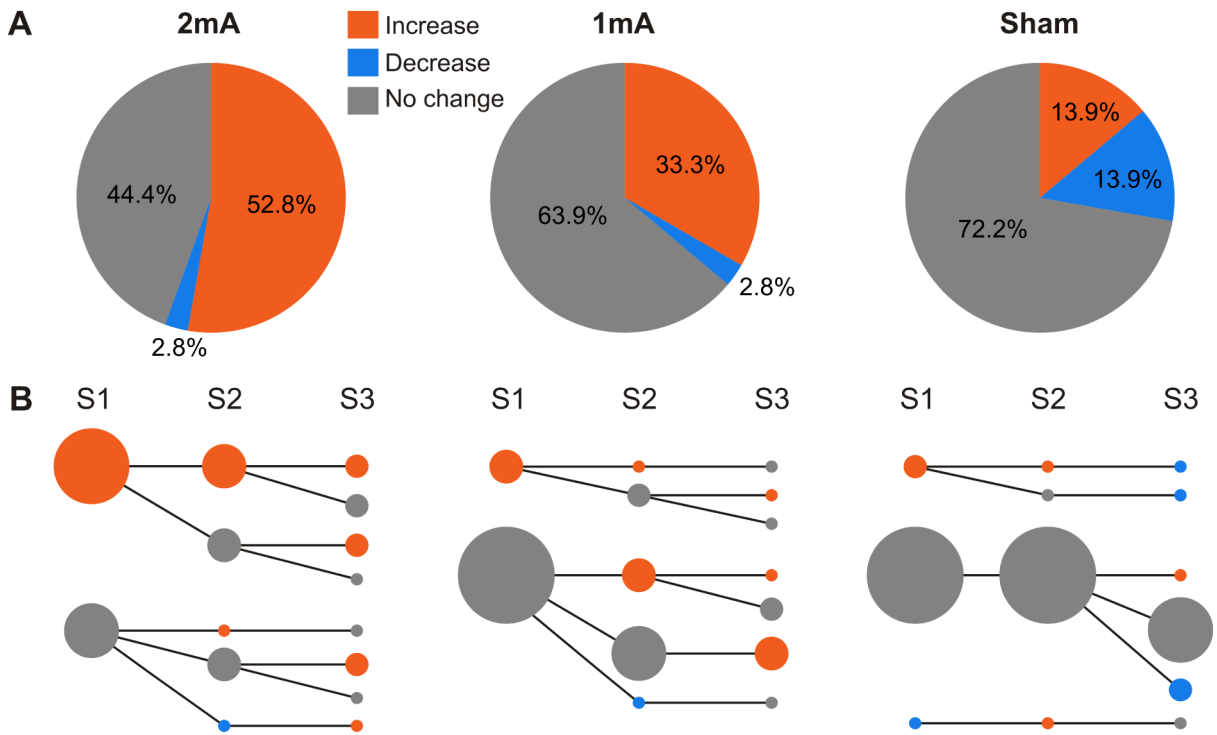 A
2mA
Increase
Decrease
No change
1mA
Sham
44.4%
52.8%
2.8%
33.3%
63.9%
2.8%
13.9%
13.9%
72.2%
B
S1 S2 S3
S1 S2 S3
S1 S2 S3